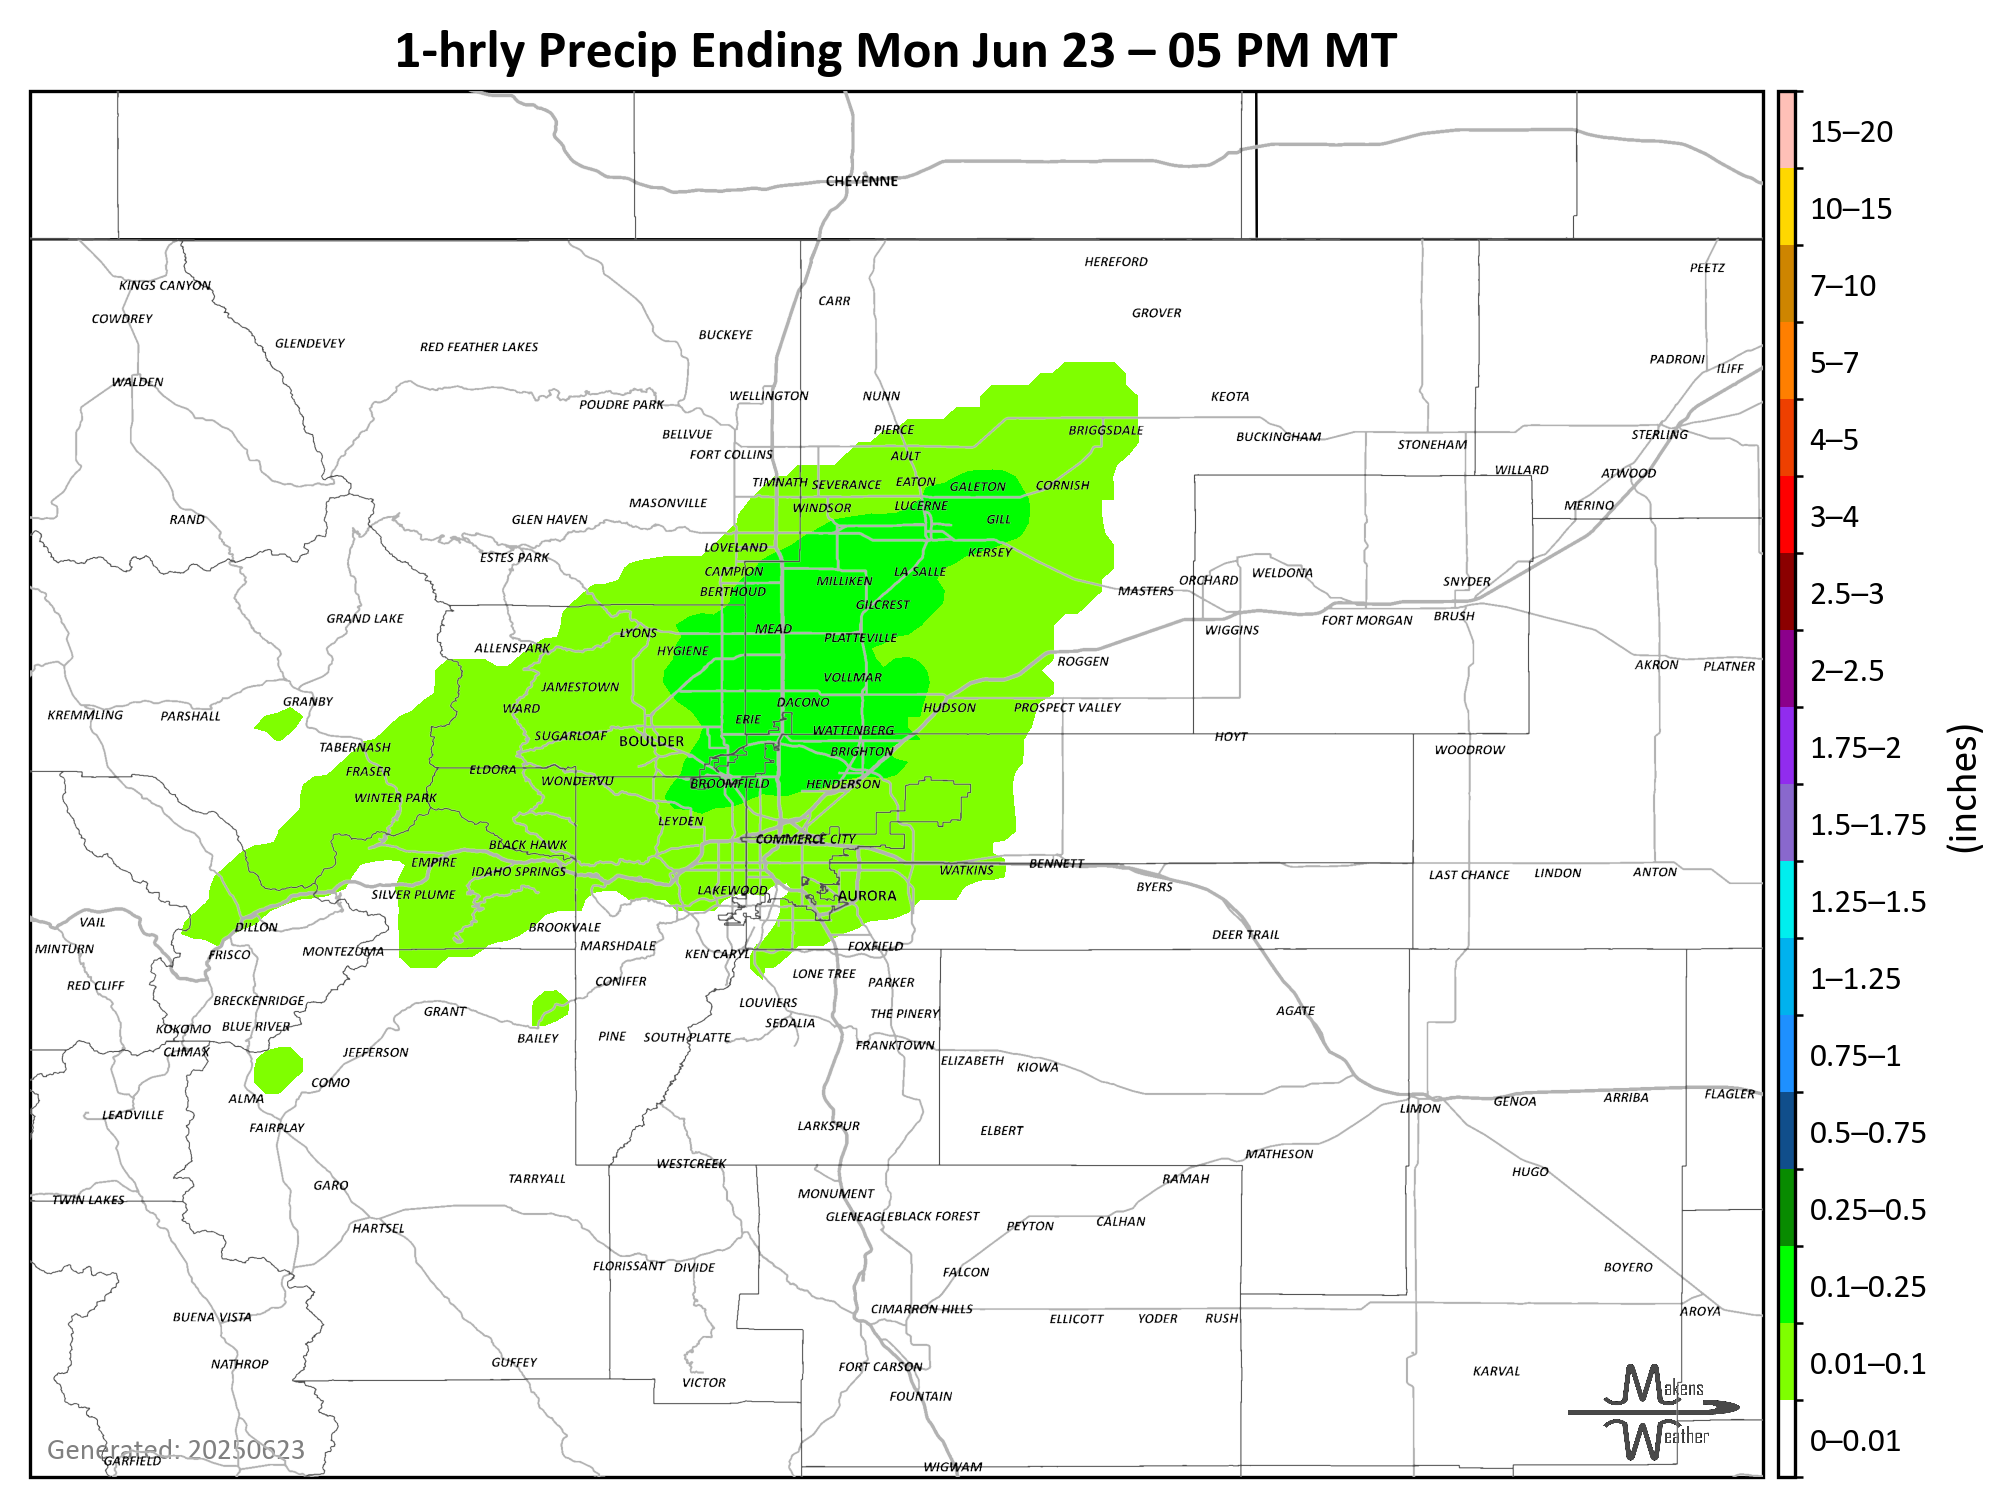 1-hrly Precip Ending Mon Jun 23 – 05 PM MT
CHEYENNE
15–20
10–15
7–10
5–7
4–5
3–4
2.5–3
2–2.5
1.75–2
1.5–1.75
1.25–1.5
1–1.25
0.75–1
0.5–0.75
0.25–0.5
0.1–0.25
0.01–0.1
0–0.01
(inches)
HEREFORD
PEETZ
KINGS CANYON
CARR
GROVER
COWDREY
BUCKEYE
GLENDEVEY
RED FEATHER LAKES
PADRONI
ILIFF
WALDEN
WELLINGTON
NUNN
KEOTA
POUDRE PARK
PIERCE
BRIGGSDALE
BELLVUE
BUCKINGHAM
STERLING
STONEHAM
FORT COLLINS
AULT
WILLARD
ATWOOD
TIMNATH
SEVERANCE
EATON
GALETON
CORNISH
MASONVILLE
WINDSOR
LUCERNE
MERINO
RAND
GLEN HAVEN
GILL
LOVELAND
KERSEY
ESTES PARK
CAMPION
MILLIKEN
LA SALLE
ORCHARD
WELDONA
SNYDER
BERTHOUD
MASTERS
GILCREST
GRAND LAKE
BRUSH
FORT MORGAN
LYONS
MEAD
PLATTEVILLE
WIGGINS
ALLENSPARK
HYGIENE
ROGGEN
AKRON
PLATNER
JAMESTOWN
VOLLMAR
GRANBY
KREMMLING
PARSHALL
WARD
DACONO
HUDSON
PROSPECT VALLEY
ERIE
TABERNASH
SUGARLOAF
BOULDER
WATTENBERG
HOYT
BRIGHTON
WOODROW
FRASER
ELDORA
WONDERVU
BROOMFIELD
HENDERSON
WINTER PARK
LEYDEN
BLACK HAWK
COMMERCE CITY
EMPIRE
IDAHO SPRINGS
WATKINS
BENNETT
LAST CHANCE
LINDON
ANTON
SILVER PLUME
LAKEWOOD
AURORA
BYERS
VAIL
DILLON
BROOKVALE
DEER TRAIL
MINTURN
FRISCO
MONTEZUMA
MARSHDALE
KEN CARYL
FOXFIELD
RED CLIFF
CONIFER
LONE TREE
PARKER
BRECKENRIDGE
GRANT
LOUVIERS
THE PINERY
AGATE
KOKOMO
BLUE RIVER
BAILEY
PINE
SOUTH PLATTE
SEDALIA
CLIMAX
JEFFERSON
FRANKTOWN
ELIZABETH
KIOWA
COMO
ALMA
LEADVILLE
FAIRPLAY
LARKSPUR
ELBERT
LIMON
GENOA
ARRIBA
FLAGLER
WESTCREEK
MATHESON
HUGO
GARO
TARRYALL
RAMAH
TWIN LAKES
MONUMENT
HARTSEL
GLENEAGLE
BLACK FOREST
PEYTON
CALHAN
FLORISSANT
DIVIDE
FALCON
BOYERO
BUENA VISTA
CIMARRON HILLS
ELLICOTT
YODER
RUSH
AROYA
NATHROP
GUFFEY
VICTOR
FORT CARSON
FOUNTAIN
KARVAL
Makens
Weather
Generated: 20250623
GARFIELD
WIGWAM